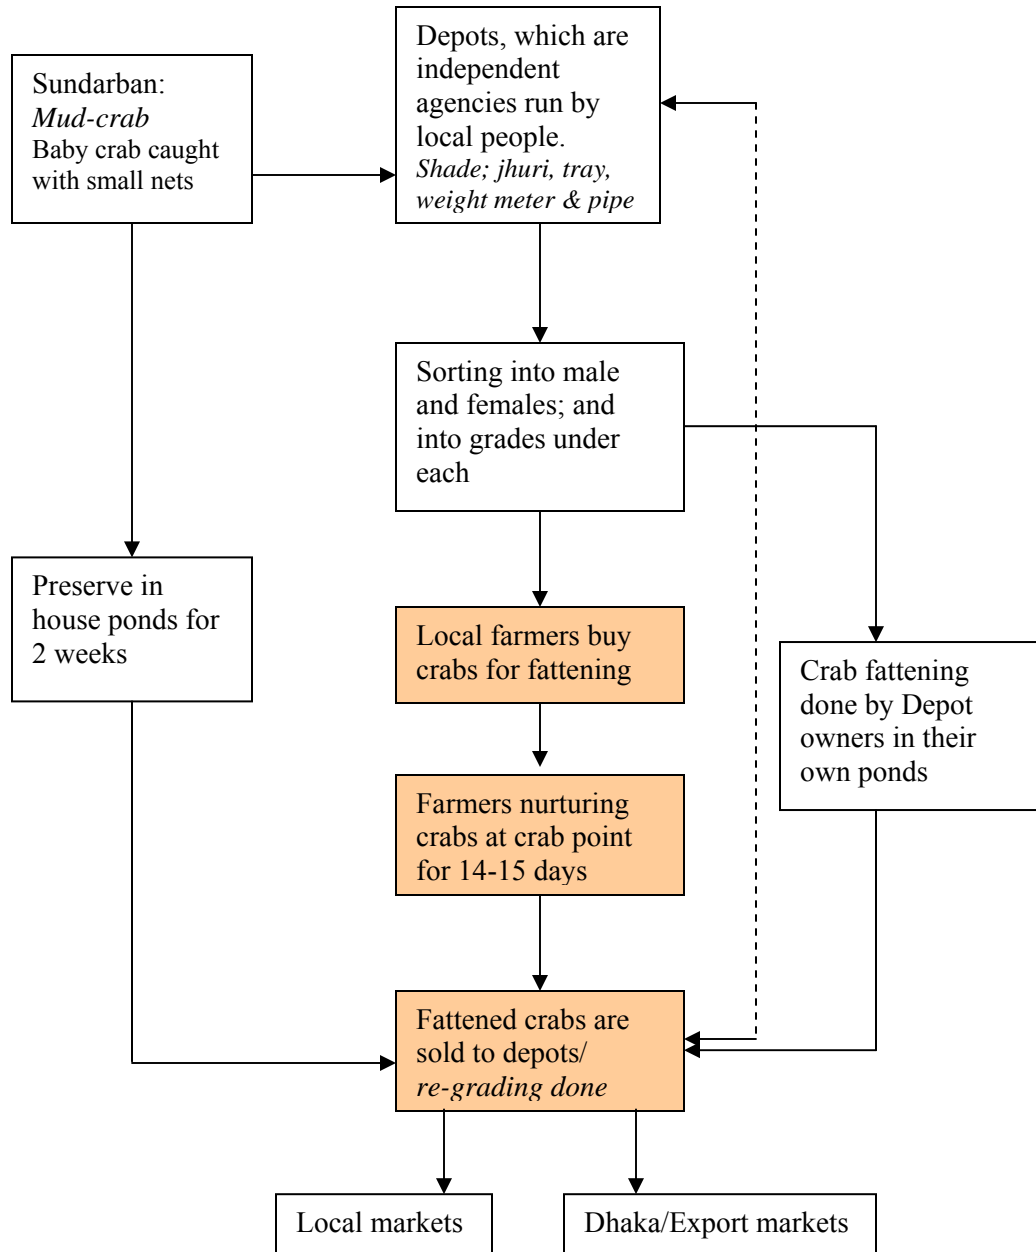 Sundarban:
Mud-crab
Baby crab caught
with small nets
Depots, which are
independent
agencies run by
local people.
Shade; jhuri, tray,
weight meter & pipe
Sorting into male
and females; and
into grades under
each
Preserve in
house ponds for
2 weeks
Local farmers buy
crabs for fattening
Crab fattening
done by Depot
owners in their
own ponds
Farmers nurturing
crabs at crab point
for 14-15 days
Fattened crabs are
sold to depots/
re-grading done
Local markets
Dhaka/Export markets